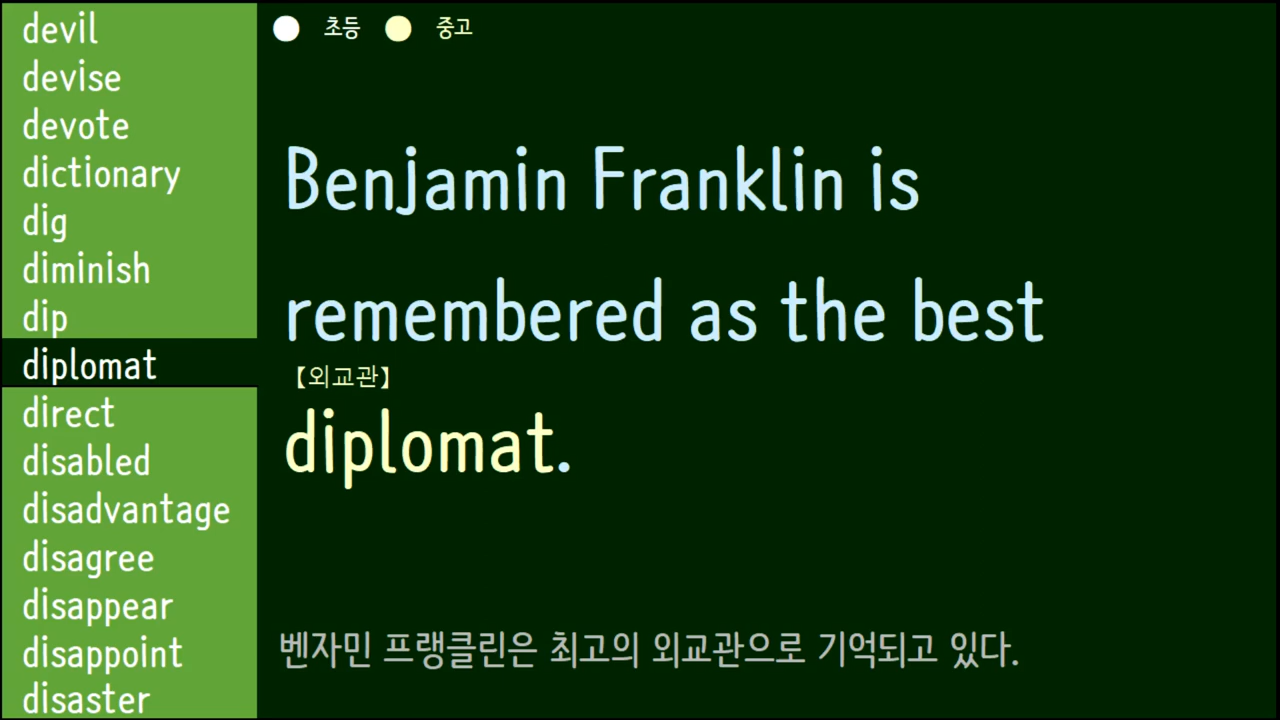 devil
devise
devote
dictionary
dig
diminish
dip
diplomat
direct
disabled
disadvantage
disagree
disappear
disappoint
disaster
초등 중고
Benjamin Franklin is
remembered as the best
【외교관】
diplomat.
벤자민 프랭클린은 최고의 외교관으로 기억되고 있다.